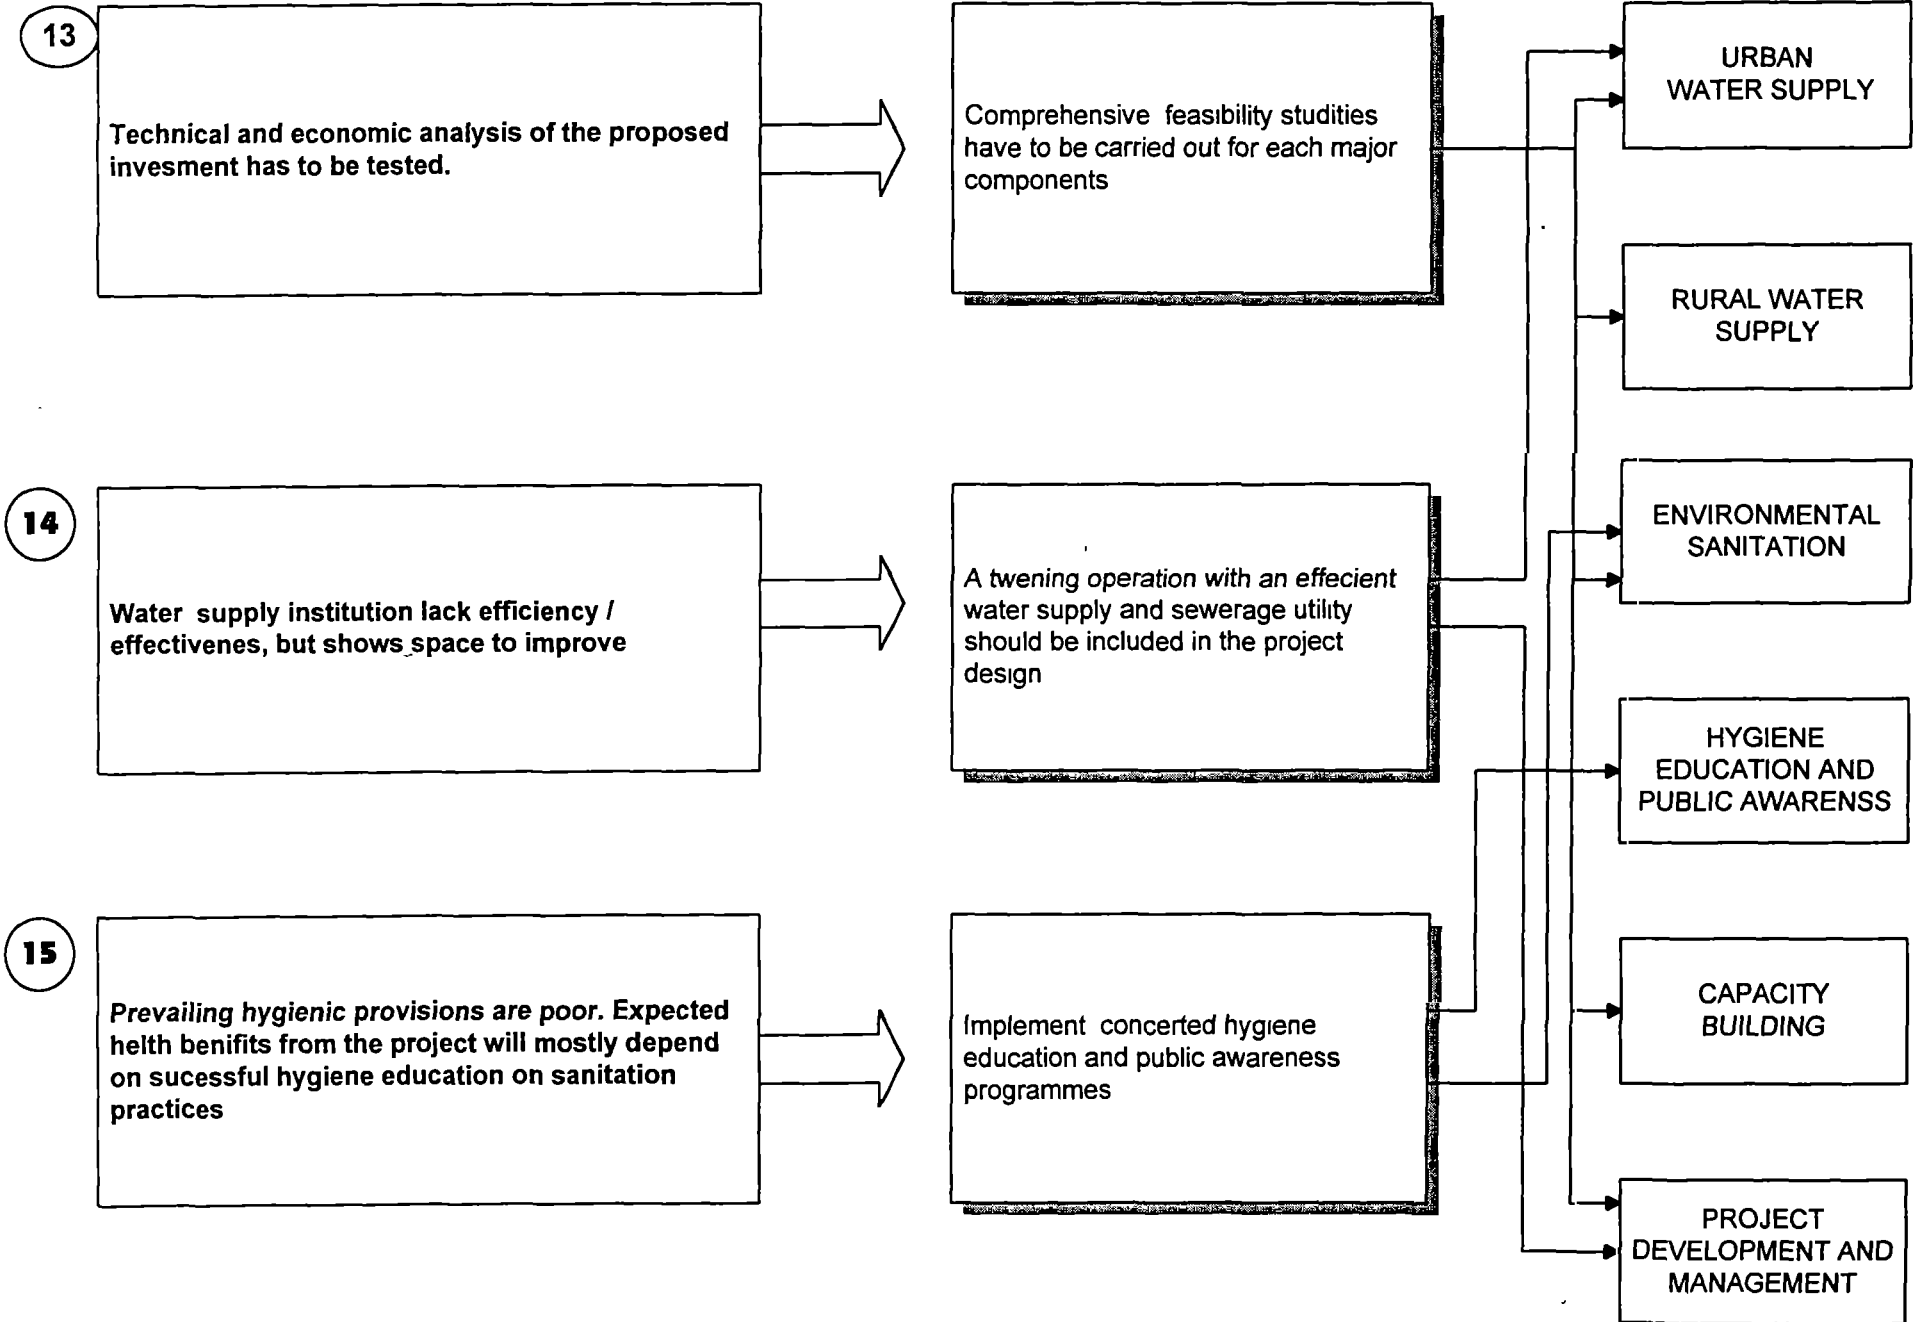 13
Technical and economic analysis of the proposed
invesment has to be tested.
Comprehensive feasibility studities
have to be carried out for each major
components
URBAN
WATER SUPPLY
RURAL WATER
SUPPLY
14
Water supply institution lack efficiency /
effectivenes, but shows space to improve
A twening operation with an effecient
water supply and sewerage utility
should be included in the project
design
ENVIRONMENTAL
SANITATION
HYGIENE
EDUCATION AND
PUBLIC AWARENSS
15
Prevailing hygienic provisions are poor. Expected
helth benifits from the project will mostly depend
on sucessful hygiene education on sanitation
practices
Implement concerted hygiene
education and public awareness
programmes
CAPACITY
BUILDING
PROJECT
DEVELOPMENT AND
MANAGEMENT